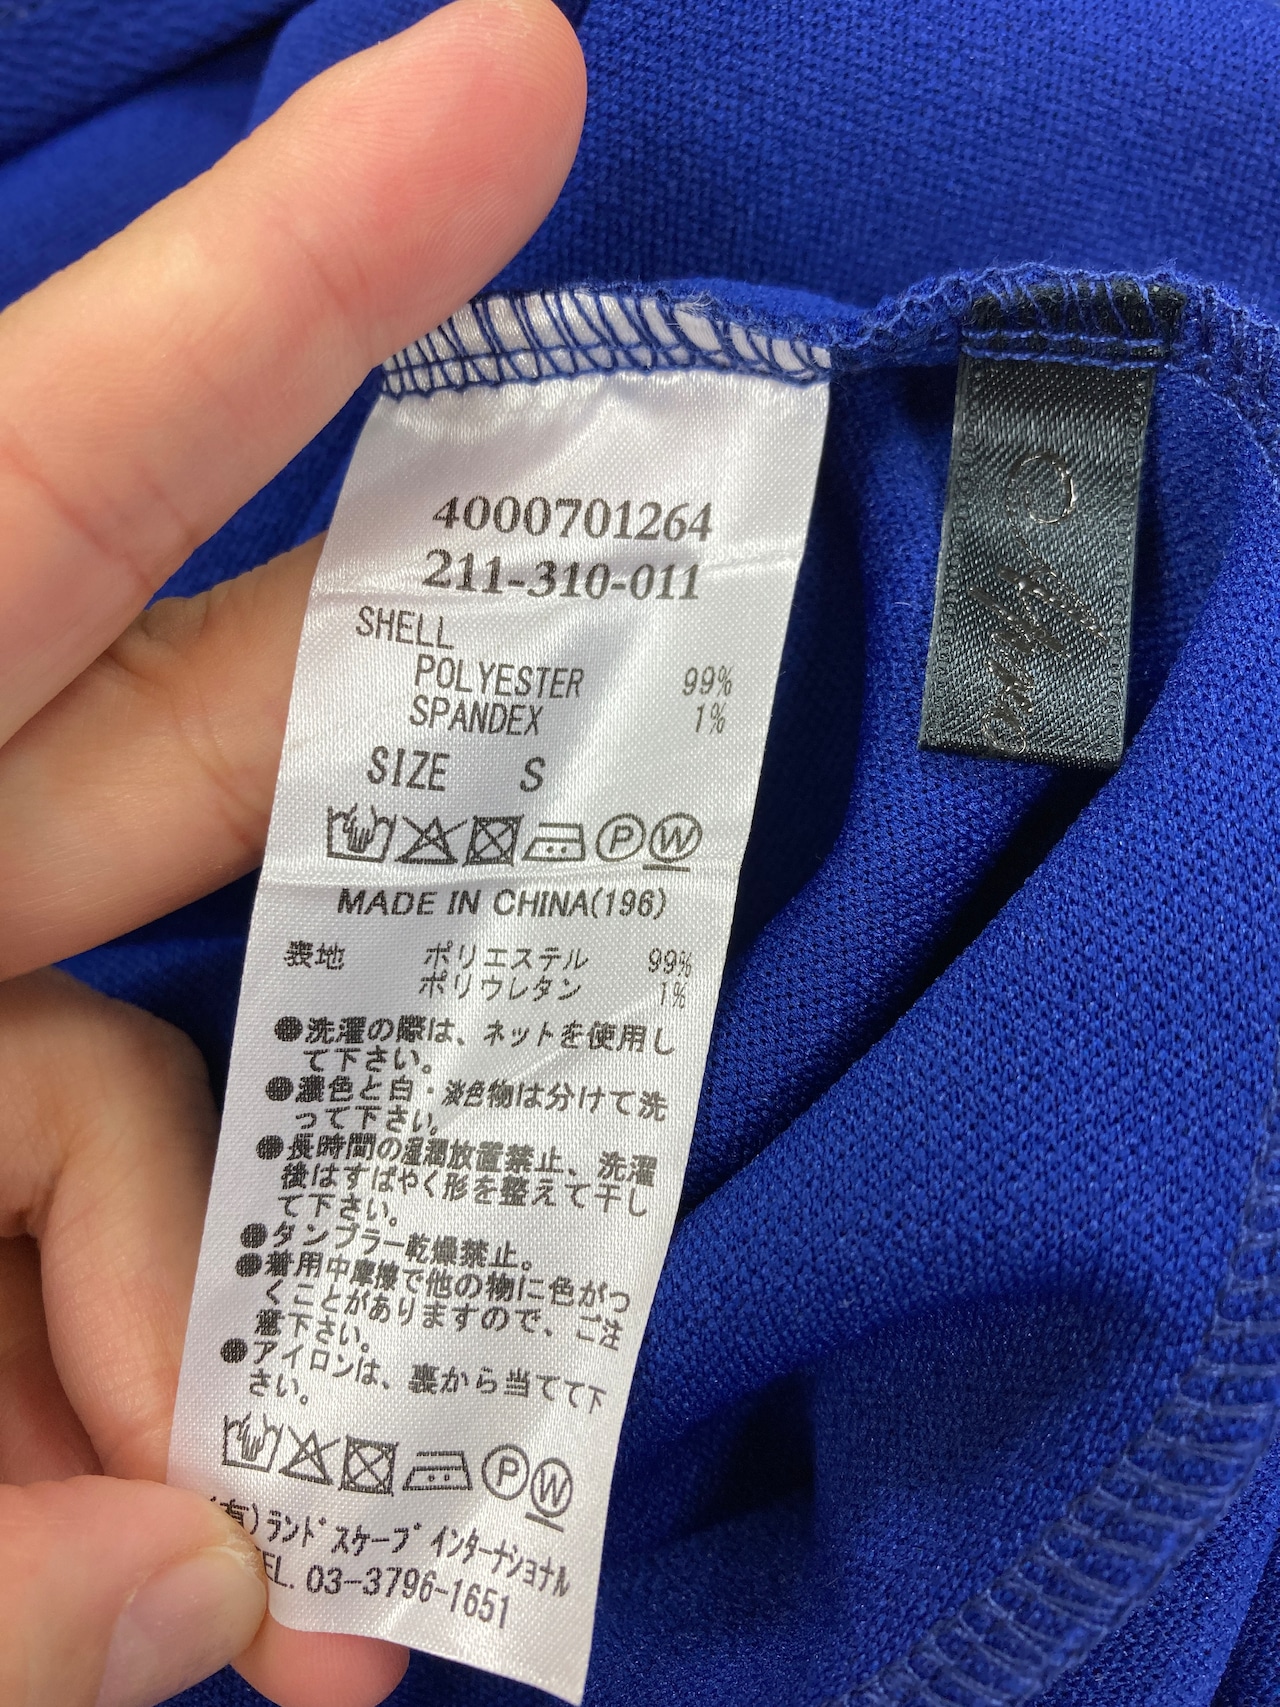 4000701264
211-310-011
SHELL
POLYESTER 99%
SPANDEX 1%
SIZE S
P W
MADE IN CHINA(196)
表地 ポリエステル 99%
ポリウレタン 1%
●洗濯の際は、ネットを使用し
て下さい。
●濃色と白・淡色物は分けて洗
って下さい。
●長時間の湿潤放置禁止、洗濯
後はすばやく形を整えて干し
て下さい。
●タンブラー乾燥禁止。
●着用中摩擦で他の物に色がつ
くことがありますので、ご注
意下さい。
●アイロンは、裏から当てて下
さい。
P W
(有)ランドスケープ インターナショナル
EL. 03-3796-1651